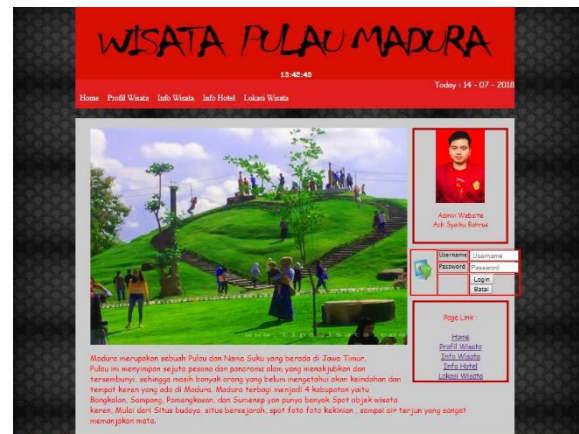 WISATA PULAU MADURA
13:42:43
Today : 14 - 07 - 2018
Home Profil Wisata Info Wisata Info Hotel Lokasi Wisata
Admin Website
Ach Syaiku Bahrus
Username Username
Password Password
Login
Batal
Page Link :
Home
Profil Wisata
Info Wisata
Info Hotel
Lokasi Wisata
Madura merupakan sebuah Pulau dan Nama Suku yang berada di Jawa Timur,
Pulau ini menyimpan sejuta pesona dan panorama alam yang menakjubkan dan
tersembunyi, sehingga masih banyak orang yang belum mengetahui akan keindahan dan
tempat keren yang ada di Madura. Madura terbagi menjadi 4 kabupaten yaitu
Bangkalan, Sampang, Pamengkasan, dan Sumenep yan punya banyak Spot objek wisata
keren, Mulai dari Situs budaya, situs bersejarah, spot foto foto kekinian , sampai air terjun yang sangat
memanjakan mata.